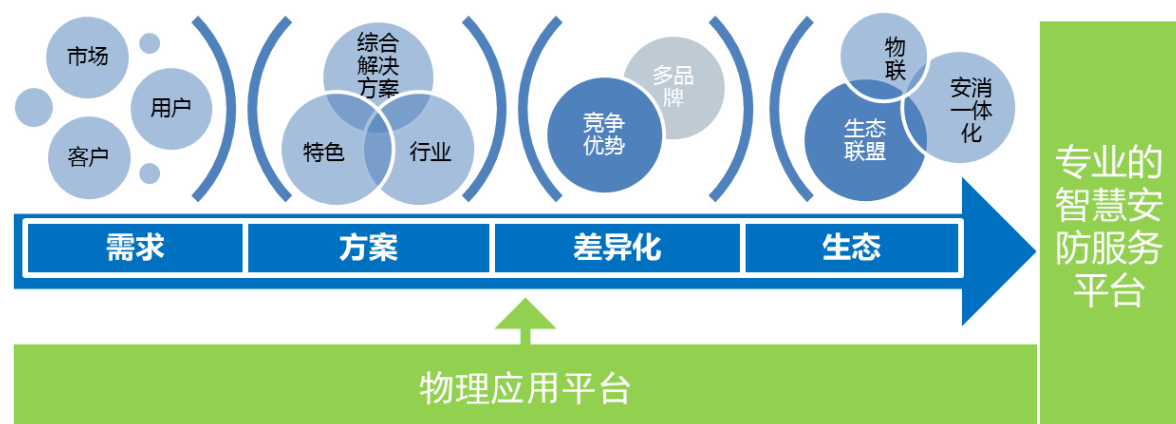 市场
用户
客户
综合
解决
方案
特色
行业
多品
牌
竞争
优势
物
联
生态
联盟
安消
一体
化
需求
方案
差异化
生态
专业的
智慧安
防服务
平台
物理应用平台